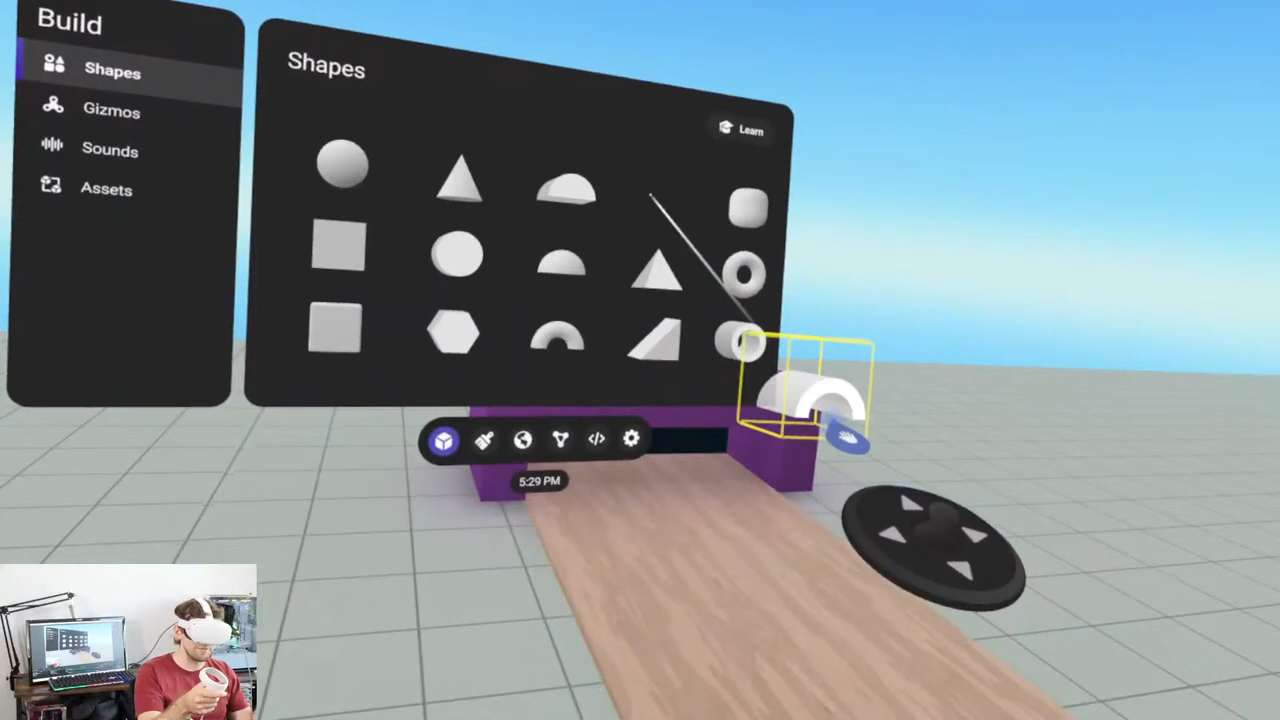 Build
Shapes
Gizmos
Sounds
Assets
Shapes
Learn
5:29 PM